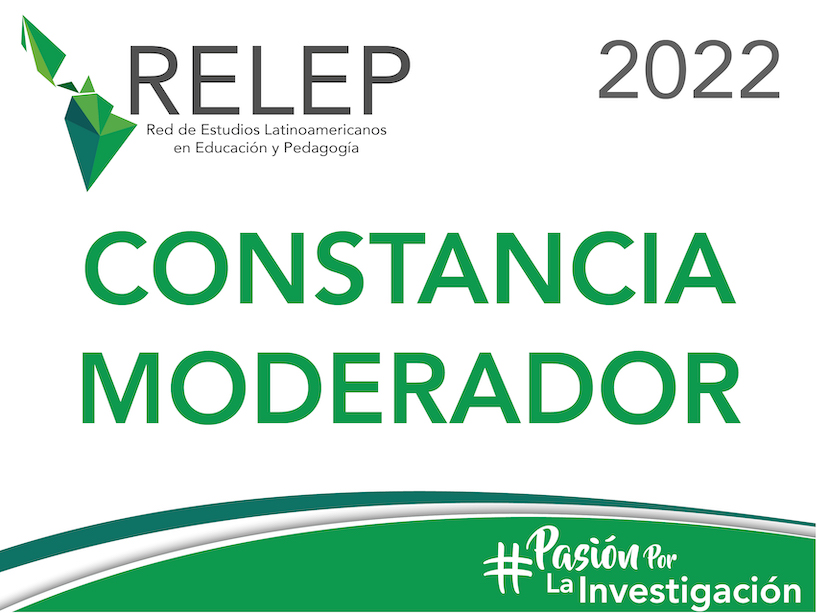 RELEP
Red de Estudios Latinoamericanos
en Educación y Pedagogía
2022
CONSTANCIA
MODERADOR
#Pasión Por
La Investigación